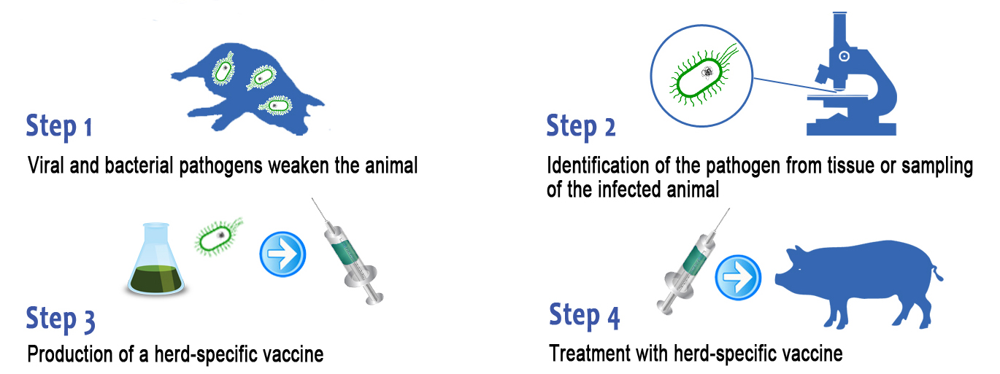 Step 1
Viral and bacterial pathogens weaken the animal
Step 2
Identification of the pathogen from tissue or sampling
of the infected animal
Step 3
Production of a herd-specific vaccine
Step 4
Treatment with herd-specific vaccine